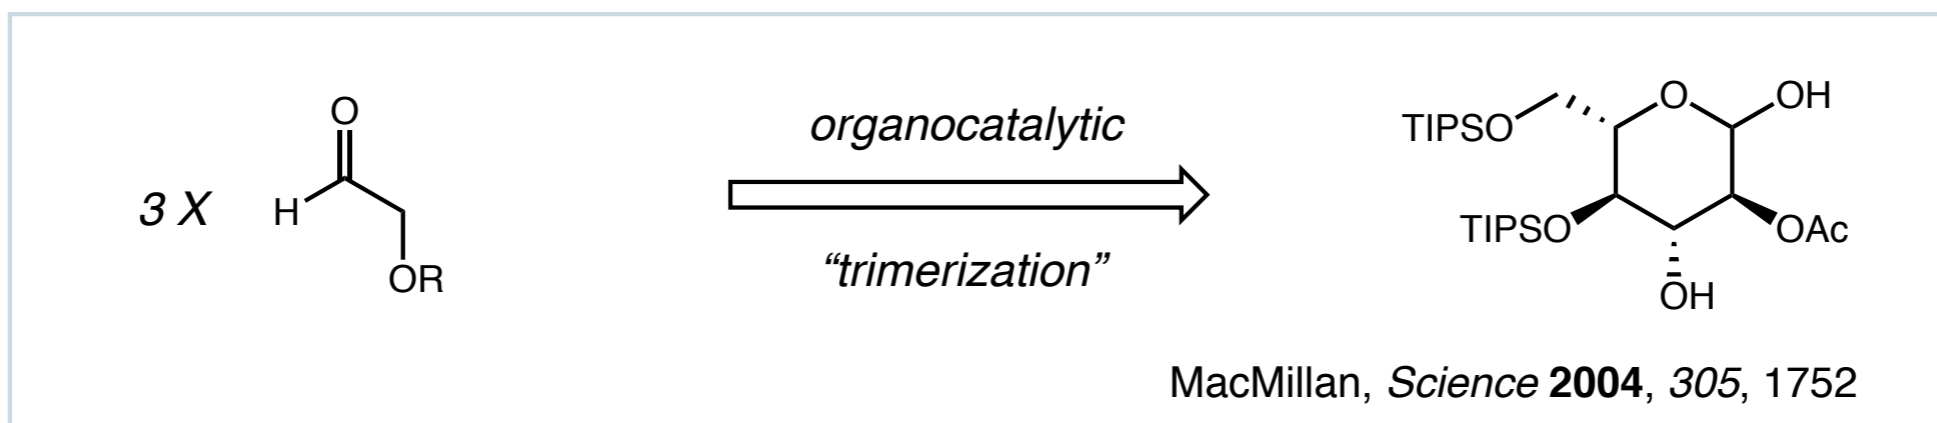 3 X
O
H
OR
organocatalytic
“trimerization”
O
OH
TIPSO
TIPSO
OAc
OH
MacMillan, Science 2004, 305, 1752